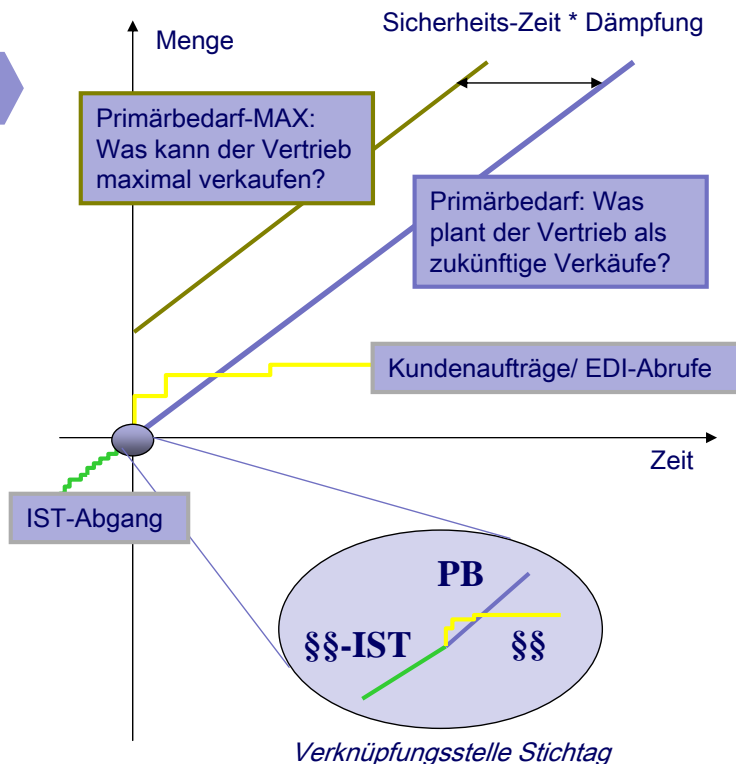 Sicherheits-Zeit * Dämpfung
Menge
Primärbedarf-MAX:
Was kann der Vertrieb
maximal verkaufen?
Primärbedarf: Was
plant der Vertrieb als
zukünftige Verkäufe?
Kundenaufträge/ EDI-Abrufe
Zeit
IST-Abgang
PB
§§-IST
§§
Verknüpfungsstelle Stichtag